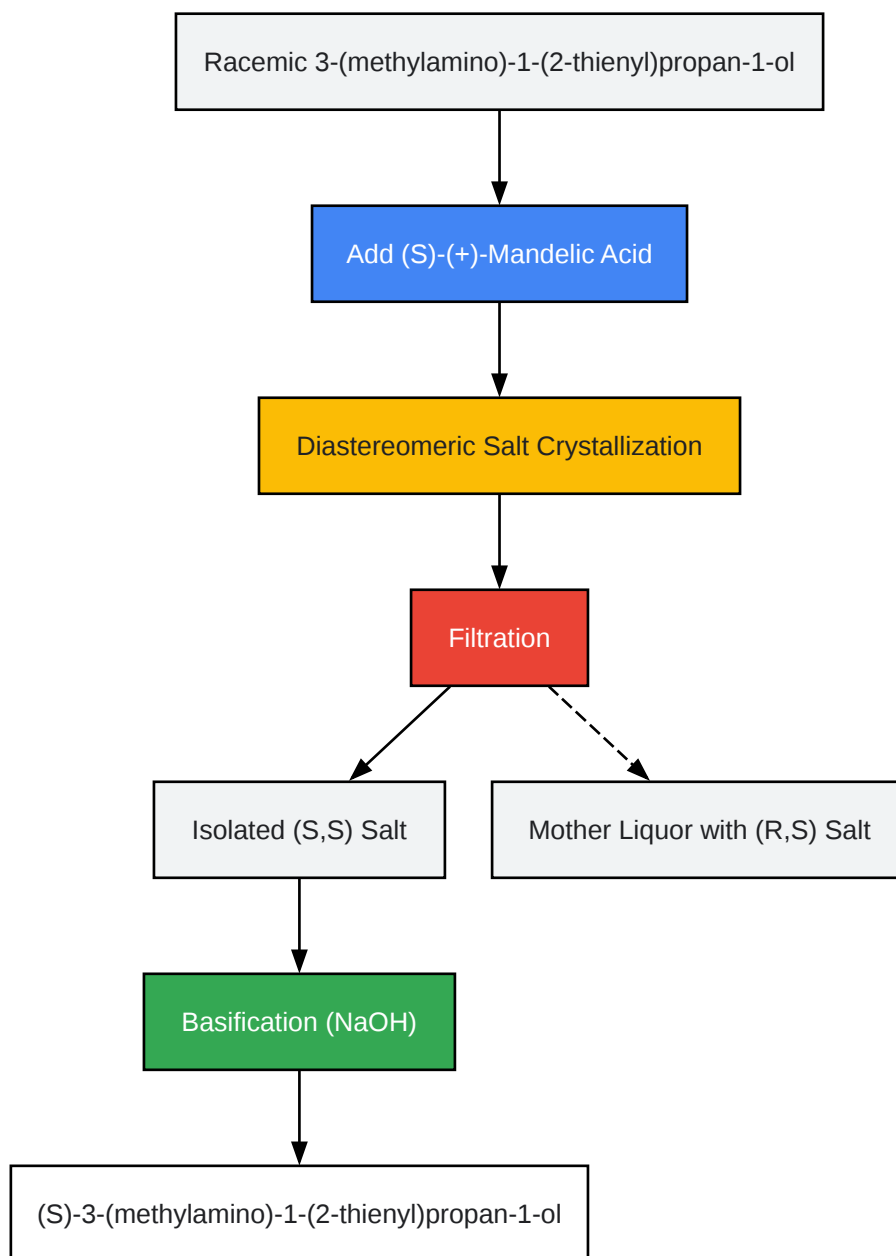 Racemic 3-(methylamino)-1-(2-thienyl)propan-1-ol
Add (S)-(+)-Mandelic Acid
Diastereomeric Salt Crystallization
Filtration
Isolated (S,S) Salt
Mother Liquor with (R,S) Salt
Basification (NaOH)
(S)-3-(methylamino)-1-(2-thienyl)propan-1-ol